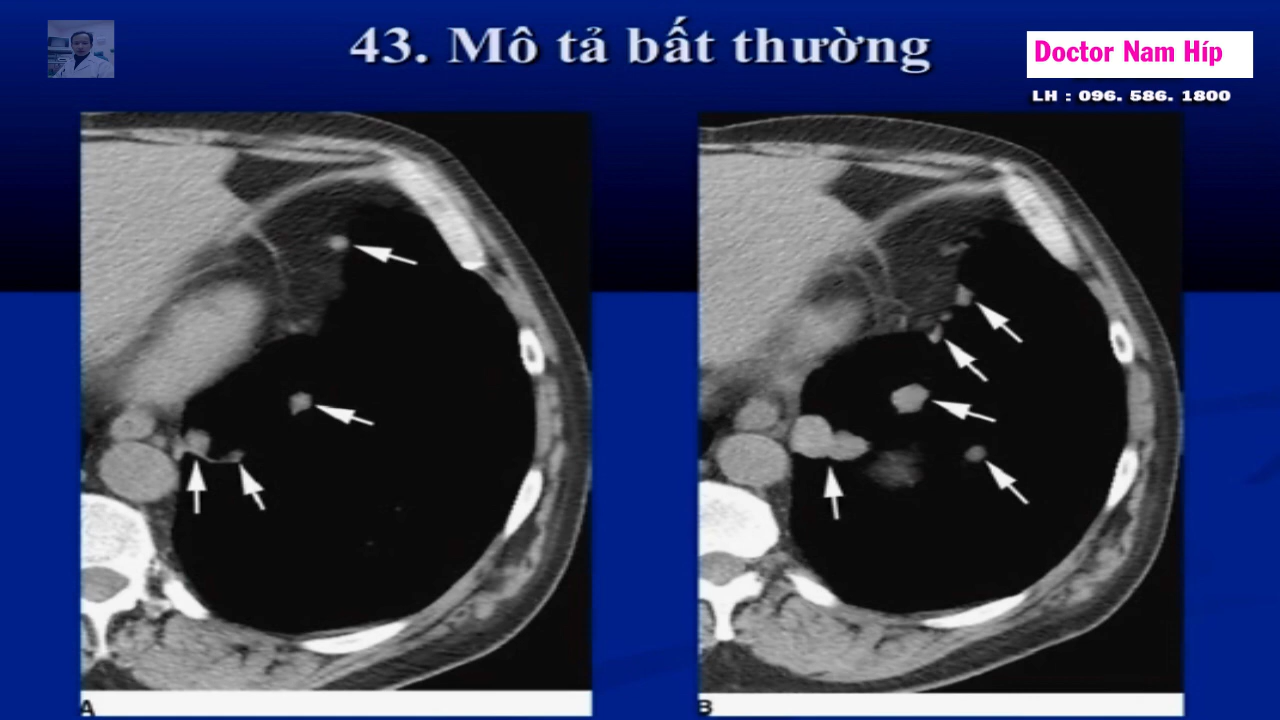 43. Mô tả bất thường
Doctor Nam Híp
LH : 096. 586. 1800
A
B